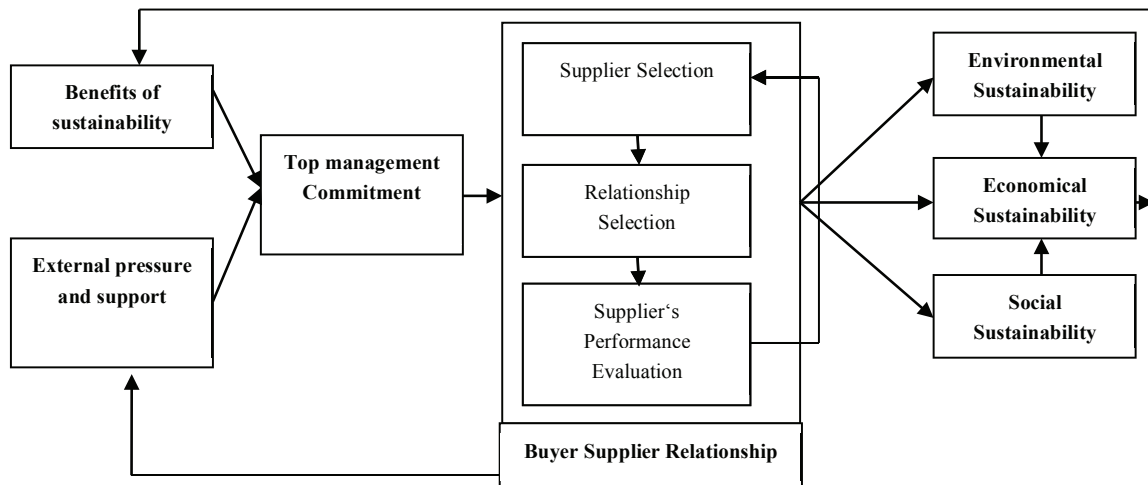 Benefits of
sustainability
External pressure
and support
Top management
Commitment
Supplier Selection
Relationship
Selection
Supplier‘s
Performance
Evaluation
Buyer Supplier Relationship
Environmental
Sustainability
Economical
Sustainability
Social
Sustainability